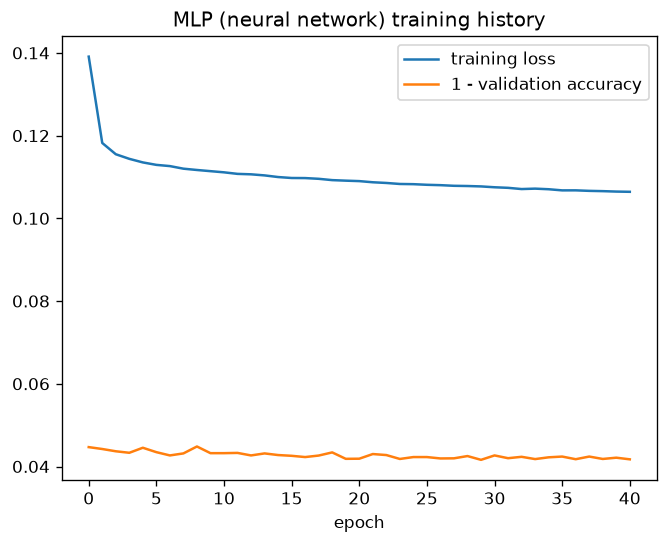 MLP (neural network) training history
training loss
1 - validation accuracy
0.14
0.12
0.10
0.08
0.06
0.04
0 5 10 15 20 25 30 35 40
epoch